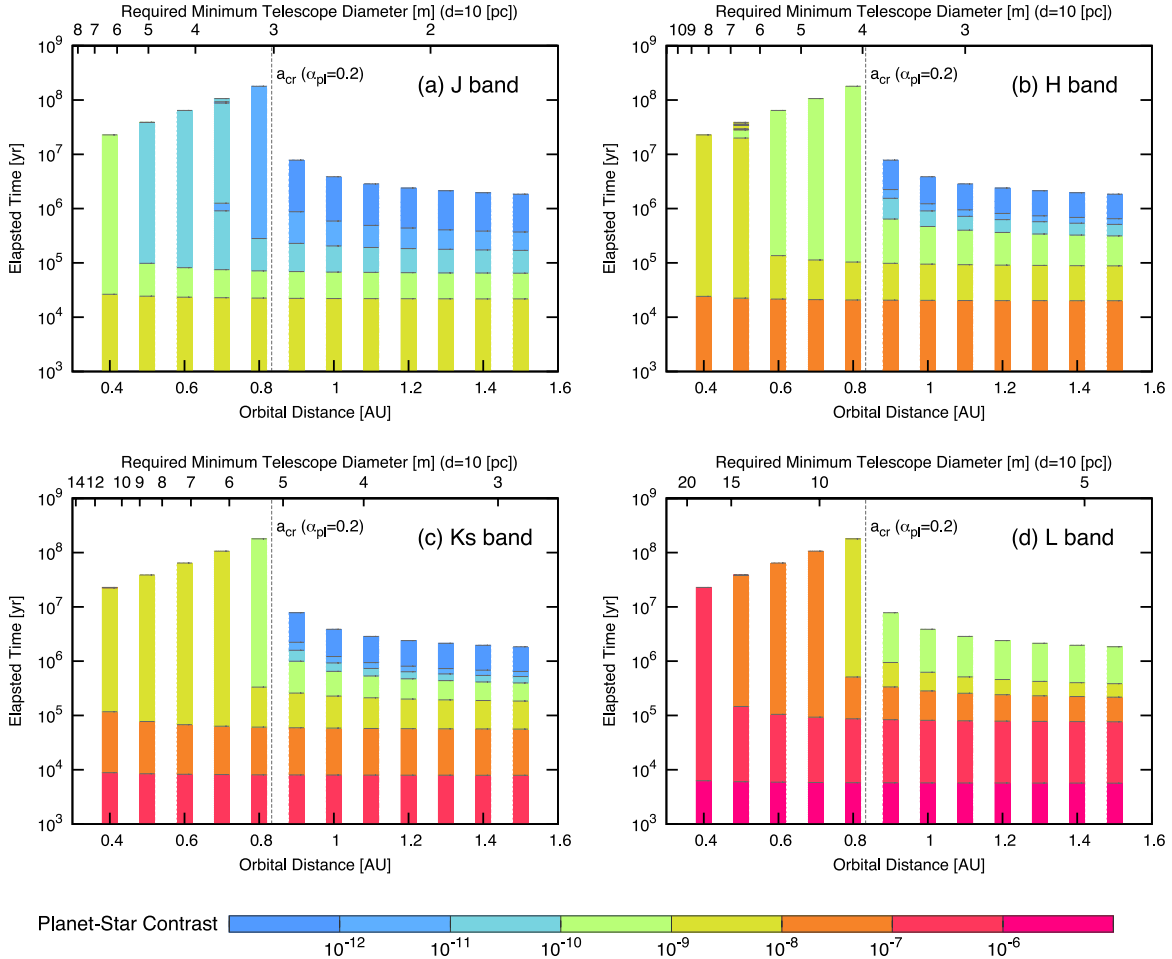 Required Minimum Telescope Diameter [m] (d=10 [pc])
8 7 6 5 4 3 2
10^9
10^8
10^7
10^6
10^5
10^4
10^3
Elapsted Time [yr]
a_cr (α_pl=0.2)
(a) J band
0.4 0.6 0.8 1 1.2 1.4 1.6
Orbital Distance [AU]
Required Minimum Telescope Diameter [m] (d=10 [pc])
10 9 8 7 6 5 4 3
10^9
10^8
10^7
10^6
10^5
10^4
10^3
Elapsted Time [yr]
a_cr (α_pl=0.2)
(b) H band
0.4 0.6 0.8 1 1.2 1.4 1.6
Orbital Distance [AU]
Required Minimum Telescope Diameter [m] (d=10 [pc])
14 12 10 9 8 7 6 5 4 3
10^9
10^8
10^7
10^6
10^5
10^4
10^3
Elapsted Time [yr]
a_cr (α_pl=0.2)
(c) Ks band
0.4 0.6 0.8 1 1.2 1.4 1.6
Orbital Distance [AU]
Required Minimum Telescope Diameter [m] (d=10 [pc])
20 15 10 5
10^9
10^8
10^7
10^6
10^5
10^4
10^3
Elapsted Time [yr]
a_cr (α_pl=0.2)
(d) L band
0.4 0.6 0.8 1 1.2 1.4 1.6
Orbital Distance [AU]
Planet-Star Contrast
10^-12 10^-11 10^-10 10^-9 10^-8 10^-7 10^-6